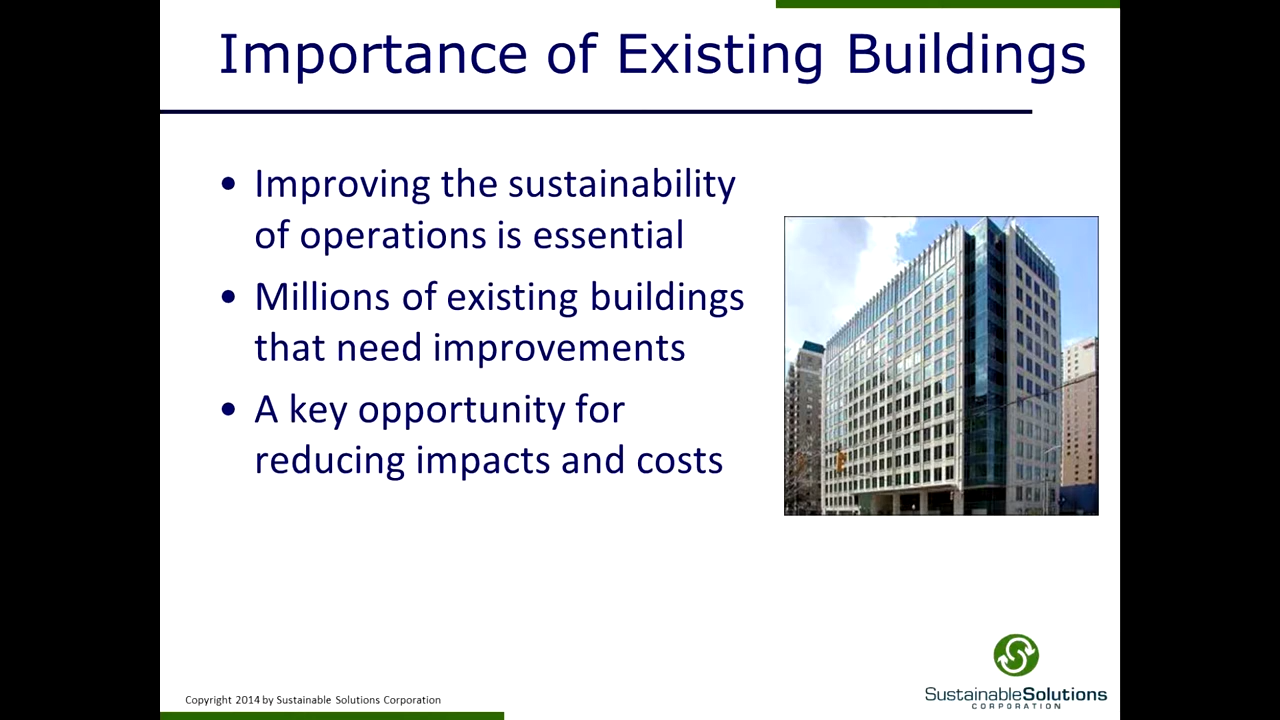 Importance of Existing Buildings
• Improving the sustainability
of operations is essential
• Millions of existing buildings
that need improvements
• A key opportunity for
reducing impacts and costs
Copyright 2014 by Sustainable Solutions Corporation
SustainableSolutions
CORPORATION